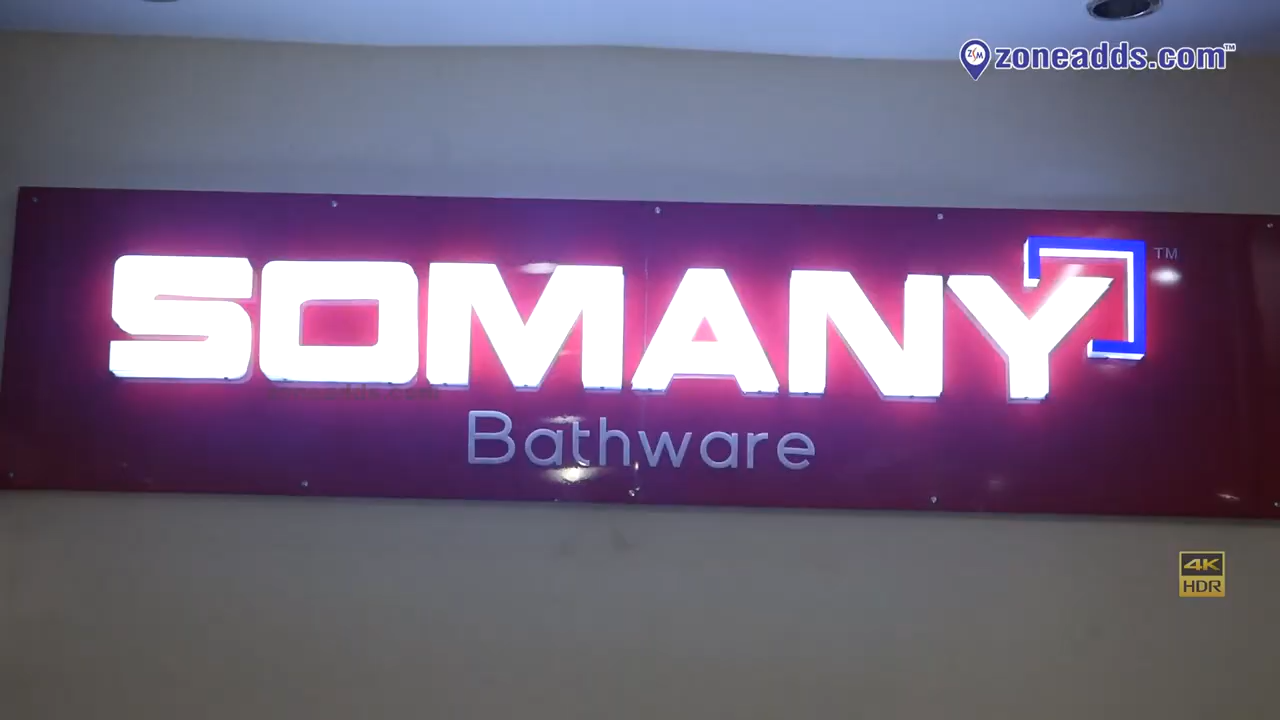 zoneadds.com™
SOMANY™
Bathware
4K
HDR